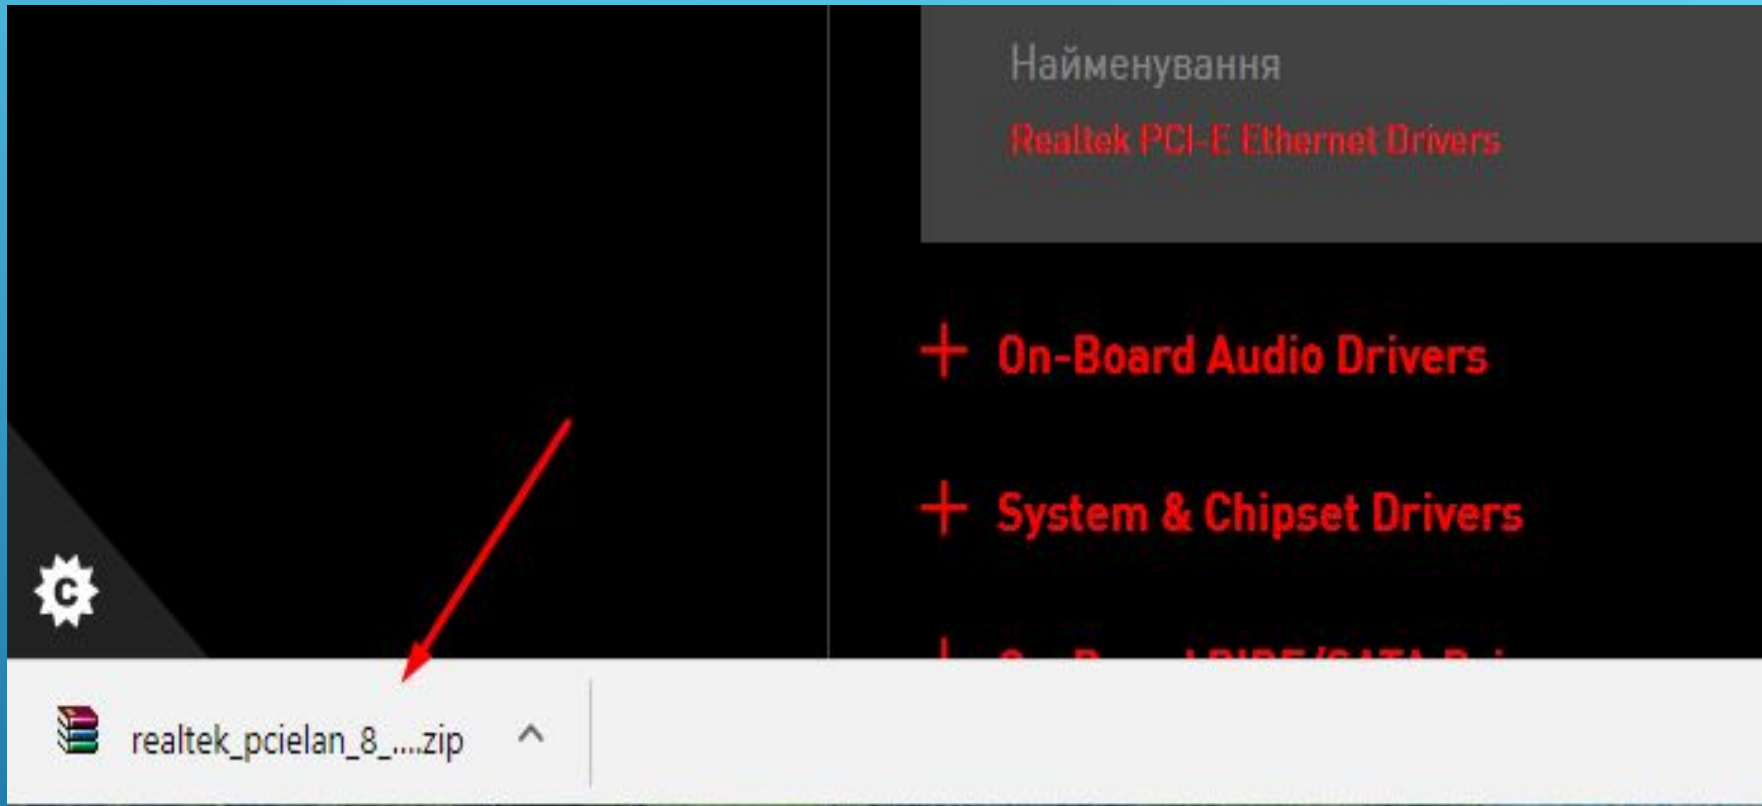 Найменування
Realtek PCI-E Ethernet Drivers
On-Board Audio Drivers
System & Chipset Drivers
C
realtek_pcielan_8_....zip